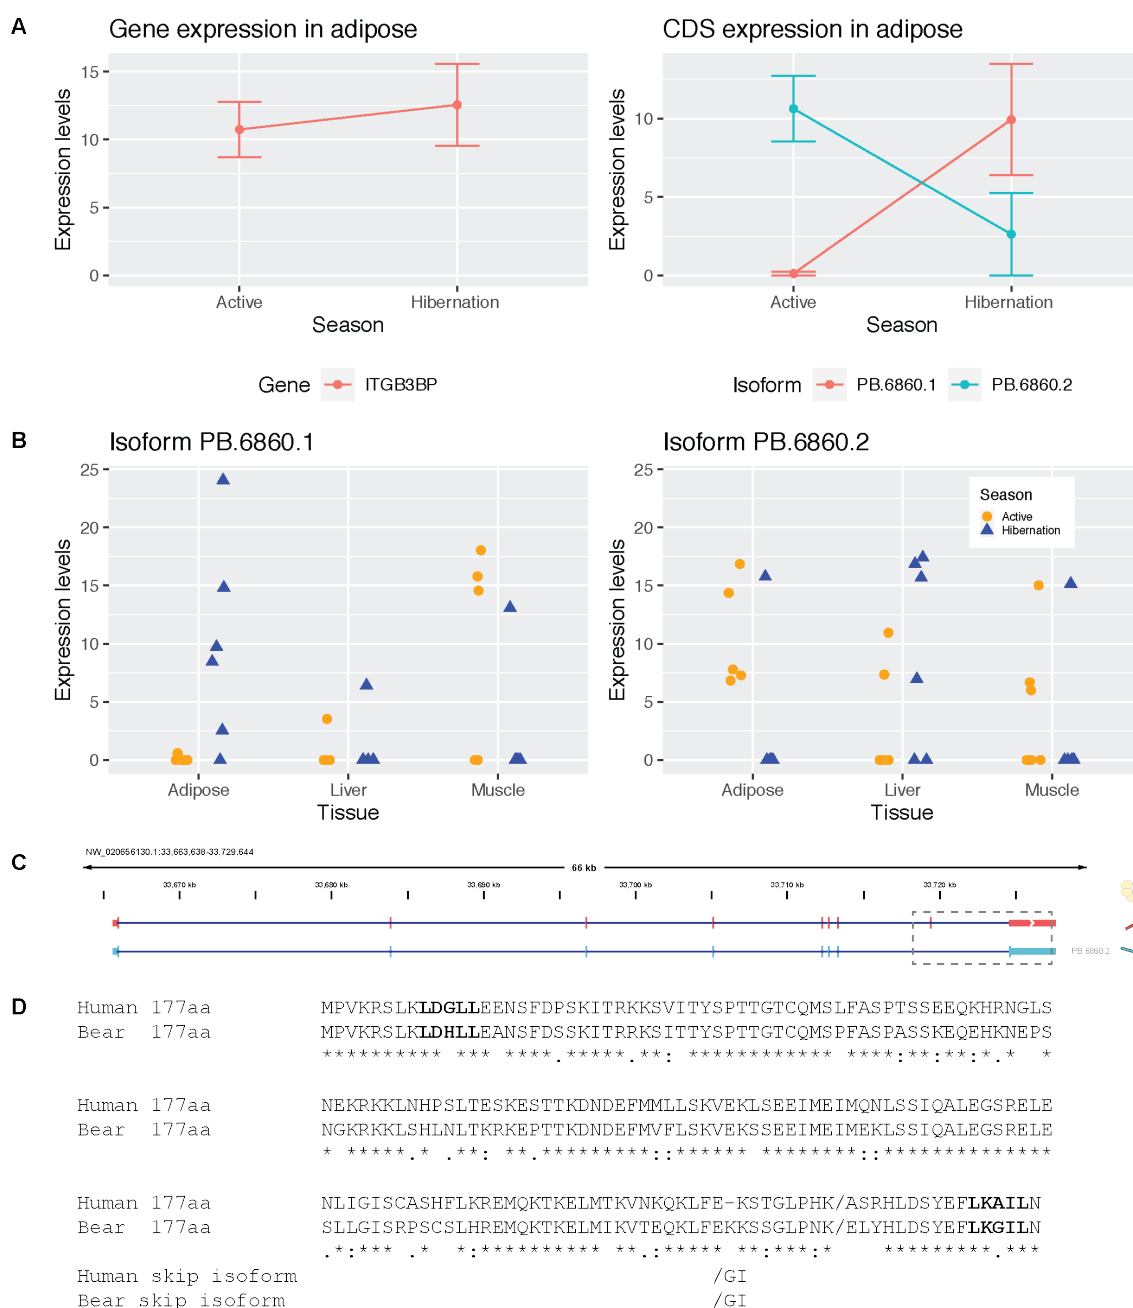 A
Gene expression in adipose
CDS expression in adipose
Expression levels
15
10
5
0
Active
Hibernation
Season
Gene
ITGB3BP
Expression levels
10
5
0
Active
Hibernation
Season
Isoform
PB.6860.1
PB.6860.2
B
Isoform PB.6860.1
Isoform PB.6860.2
Expression levels
25
20
15
10
5
0
Adipose
Liver
Muscle
Tissue
Expression levels
25
20
15
10
5
0
Season
Active
Hibernation
Adipose
Liver
Muscle
Tissue
C
NW_020656130.1:33,663,638-33,729,644
66 kb
33,670 kb
33,680 kb
33,690 kb
33,700 kb
33,710 kb
33,720 kb
PB.6860.2
D
Human 177aa MPVKRSLKLDGLLEENSFDPSKITRKKSVITYSPTTGTCQMSLFASPTSSEEQKHRNGLS
Bear 177aa MPVKRSLKLDHLLEANSFDSSKITRRKSITTYSPTTGTCQMSPFASPASSKEQEHKNEPS
********** *** ****.*****.**: ************* ****:**:**:*.* *
Human 177aa NEKRKKLNHPSLTESKESTTKDNDEFMMLLSKVEKLSEEIMEIMQNLSSIQALEGSRELE
Bear 177aa NGKRKKLSHLNLTKRKEPTTKDNDEFMVFLSKVEKSSEEIMEIMEKLSSIQALEGSRELE
* *****.* .**: **.*********::****** ********::**************
Human 177aa NLIGISCASHFLKREMQKTKELMTKVNKQKLFE-KSTGLPHK/ASRHLDSYEFLKAILN
Bear 177aa SLLGISRPSCSLHREMQKTKELMIKVTEQKLFEKKSSGLPNK/ELYHLDSYEFLKGILN
Human skip isoform /GI
Bear skip isoform /GI